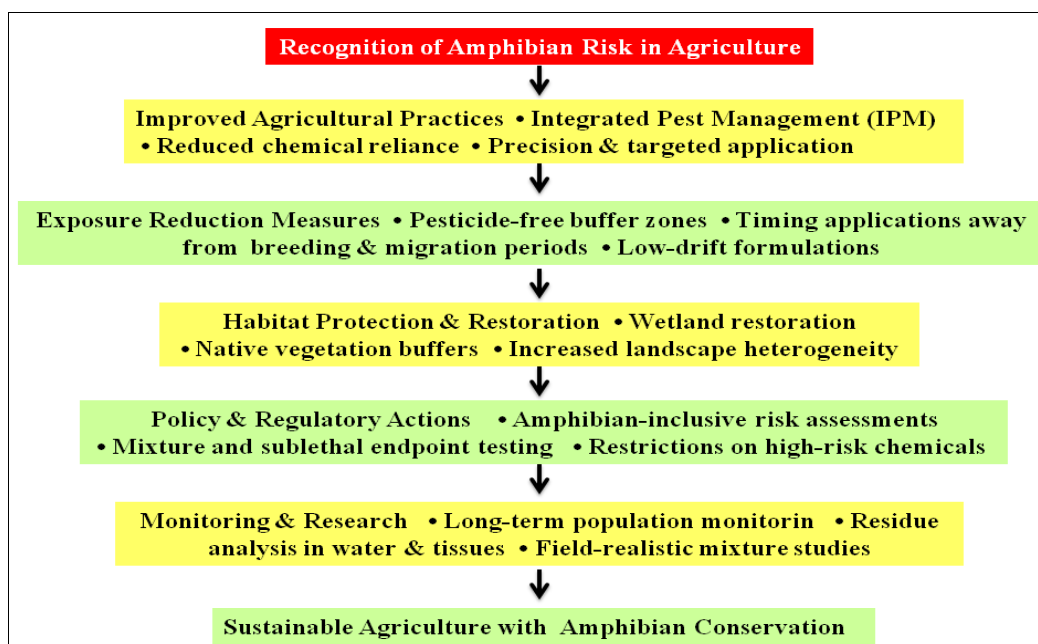 Recognition of Amphibian Risk in Agriculture
Improved Agricultural Practices • Integrated Pest Management (IPM)
• Reduced chemical reliance • Precision & targeted application
Exposure Reduction Measures • Pesticide-free buffer zones • Timing applications away
from breeding & migration periods • Low-drift formulations
Habitat Protection & Restoration • Wetland restoration
• Native vegetation buffers • Increased landscape heterogeneity
Policy & Regulatory Actions • Amphibian-inclusive risk assessments
• Mixture and sublethal endpoint testing • Restrictions on high-risk chemicals
Monitoring & Research • Long-term population monitorin • Residue
analysis in water & tissues • Field-realistic mixture studies
Sustainable Agriculture with Amphibian Conservation